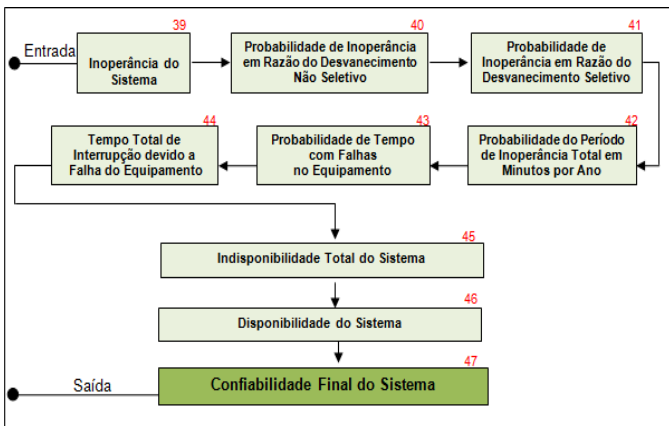 39
40
41
Entrada
Inoperância do
Sistema
Probabilidade de Inoperância
em Razão do Desvanecimento
Não Seletivo
Probabilidade de
Inoperância em Razão do
Desvanecimento Seletivo
44
43
42
Tempo Total de
Interrupção devido a
Falha do Equipamento
Probabilidade de Tempo
com Falhas
no Equipamento
Probabilidade do Período
de Inoperância Total em
Minutos por Ano
45
Indisponibilidade Total do Sistema
46
Disponibilidade do Sistema
47
Saída
Confiabilidade Final do Sistema